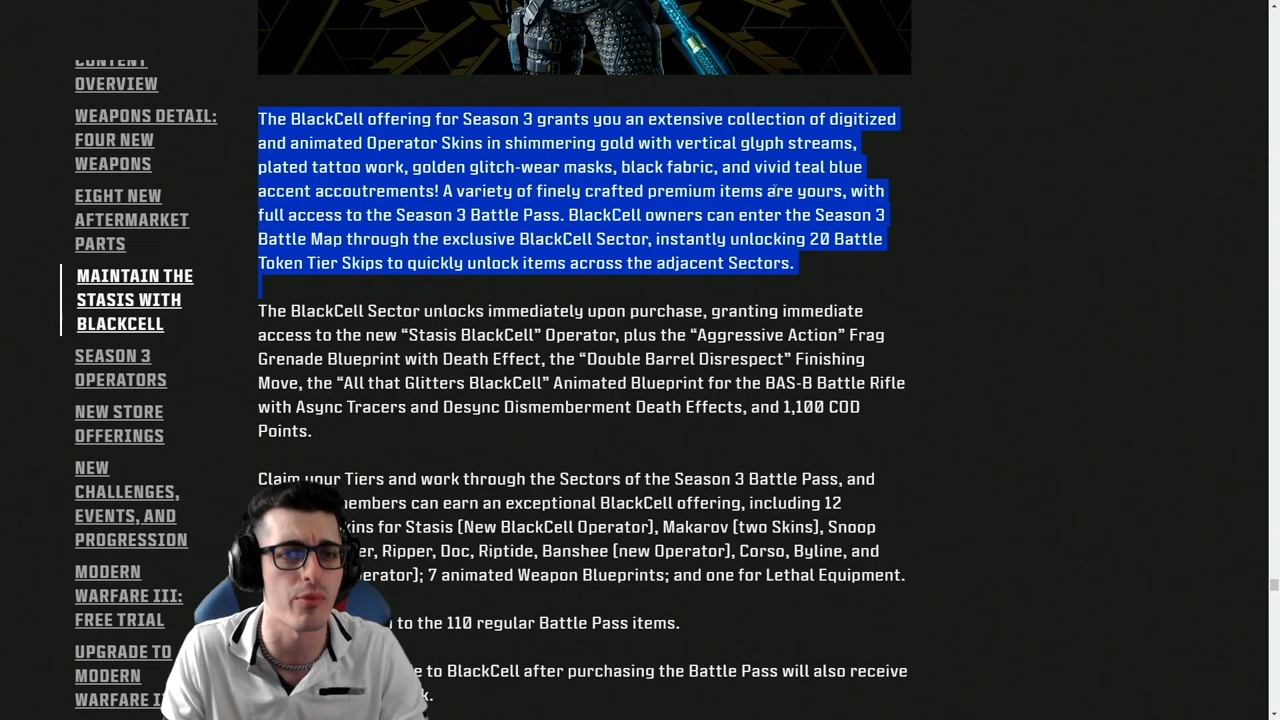 CONTENT
OVERVIEW
WEAPONS DETAIL:
FOUR NEW
WEAPONS
EIGHT NEW
AFTERMARKET
PARTS
MAINTAIN THE
STASIS WITH
BLACKCELL
SEASON 3
OPERATORS
NEW STORE
OFFERINGS
NEW
CHALLENGES,
EVENTS, AND
PROGRESSION
MODERN
WARFARE III:
FREE TRIAL
UPGRADE TO
MODERN
WARFARE
The BlackCell offering for Season 3 grants you an extensive collection of digitized
and animated Operator Skins in shimmering gold with vertical glyph streams,
plated tattoo work, golden glitch-wear masks, black fabric, and vivid teal blue
accent accoutrements! A variety of finely crafted premium items are yours, with
full access to the Season 3 Battle Pass. BlackCell owners can enter the Season 3
Battle Map through the exclusive BlackCell Sector, instantly unlocking 20 Battle
Token Tier Skips to quickly unlock items across the adjacent Sectors.
The BlackCell Sector unlocks immediately upon purchase, granting immediate
access to the new “Stasis BlackCell” Operator, plus the “Aggressive Action” Frag
Grenade Blueprint with Death Effect, the “Double Barrel Disrespect” Finishing
Move, the “All that Glitters BlackCell” Animated Blueprint for the BAS-B Battle Rifle
with Async Tracers and Desync Dismemberment Death Effects, and 1,100 COD
Points.
Claim your Tiers and work through the Sectors of the Season 3 Battle Pass, and
members can earn an exceptional BlackCell offering, including 12
for Stasis [New BlackCell Operator], Makarov [two Skins], Snoop
Ripper, Doc, Riptide, Banshee [new Operator], Corso, Byline, and
7 animated Weapon Blueprints; and one for Lethal Equipment.
to the 110 regular Battle Pass items.
to BlackCell after purchasing the Battle Pass will also receive